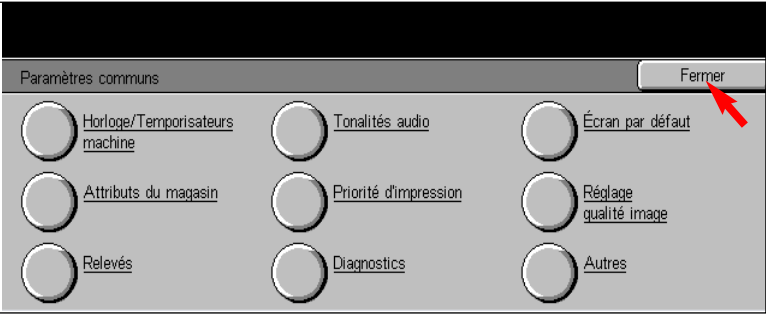 Paramètres communs
Fermer
Horloge/Temporisateurs
machine
Tonalités audio
Écran par défaut
Attributs du magasin
Priorité d'impression
Réglage
qualité image
Relevés
Diagnostics
Autres